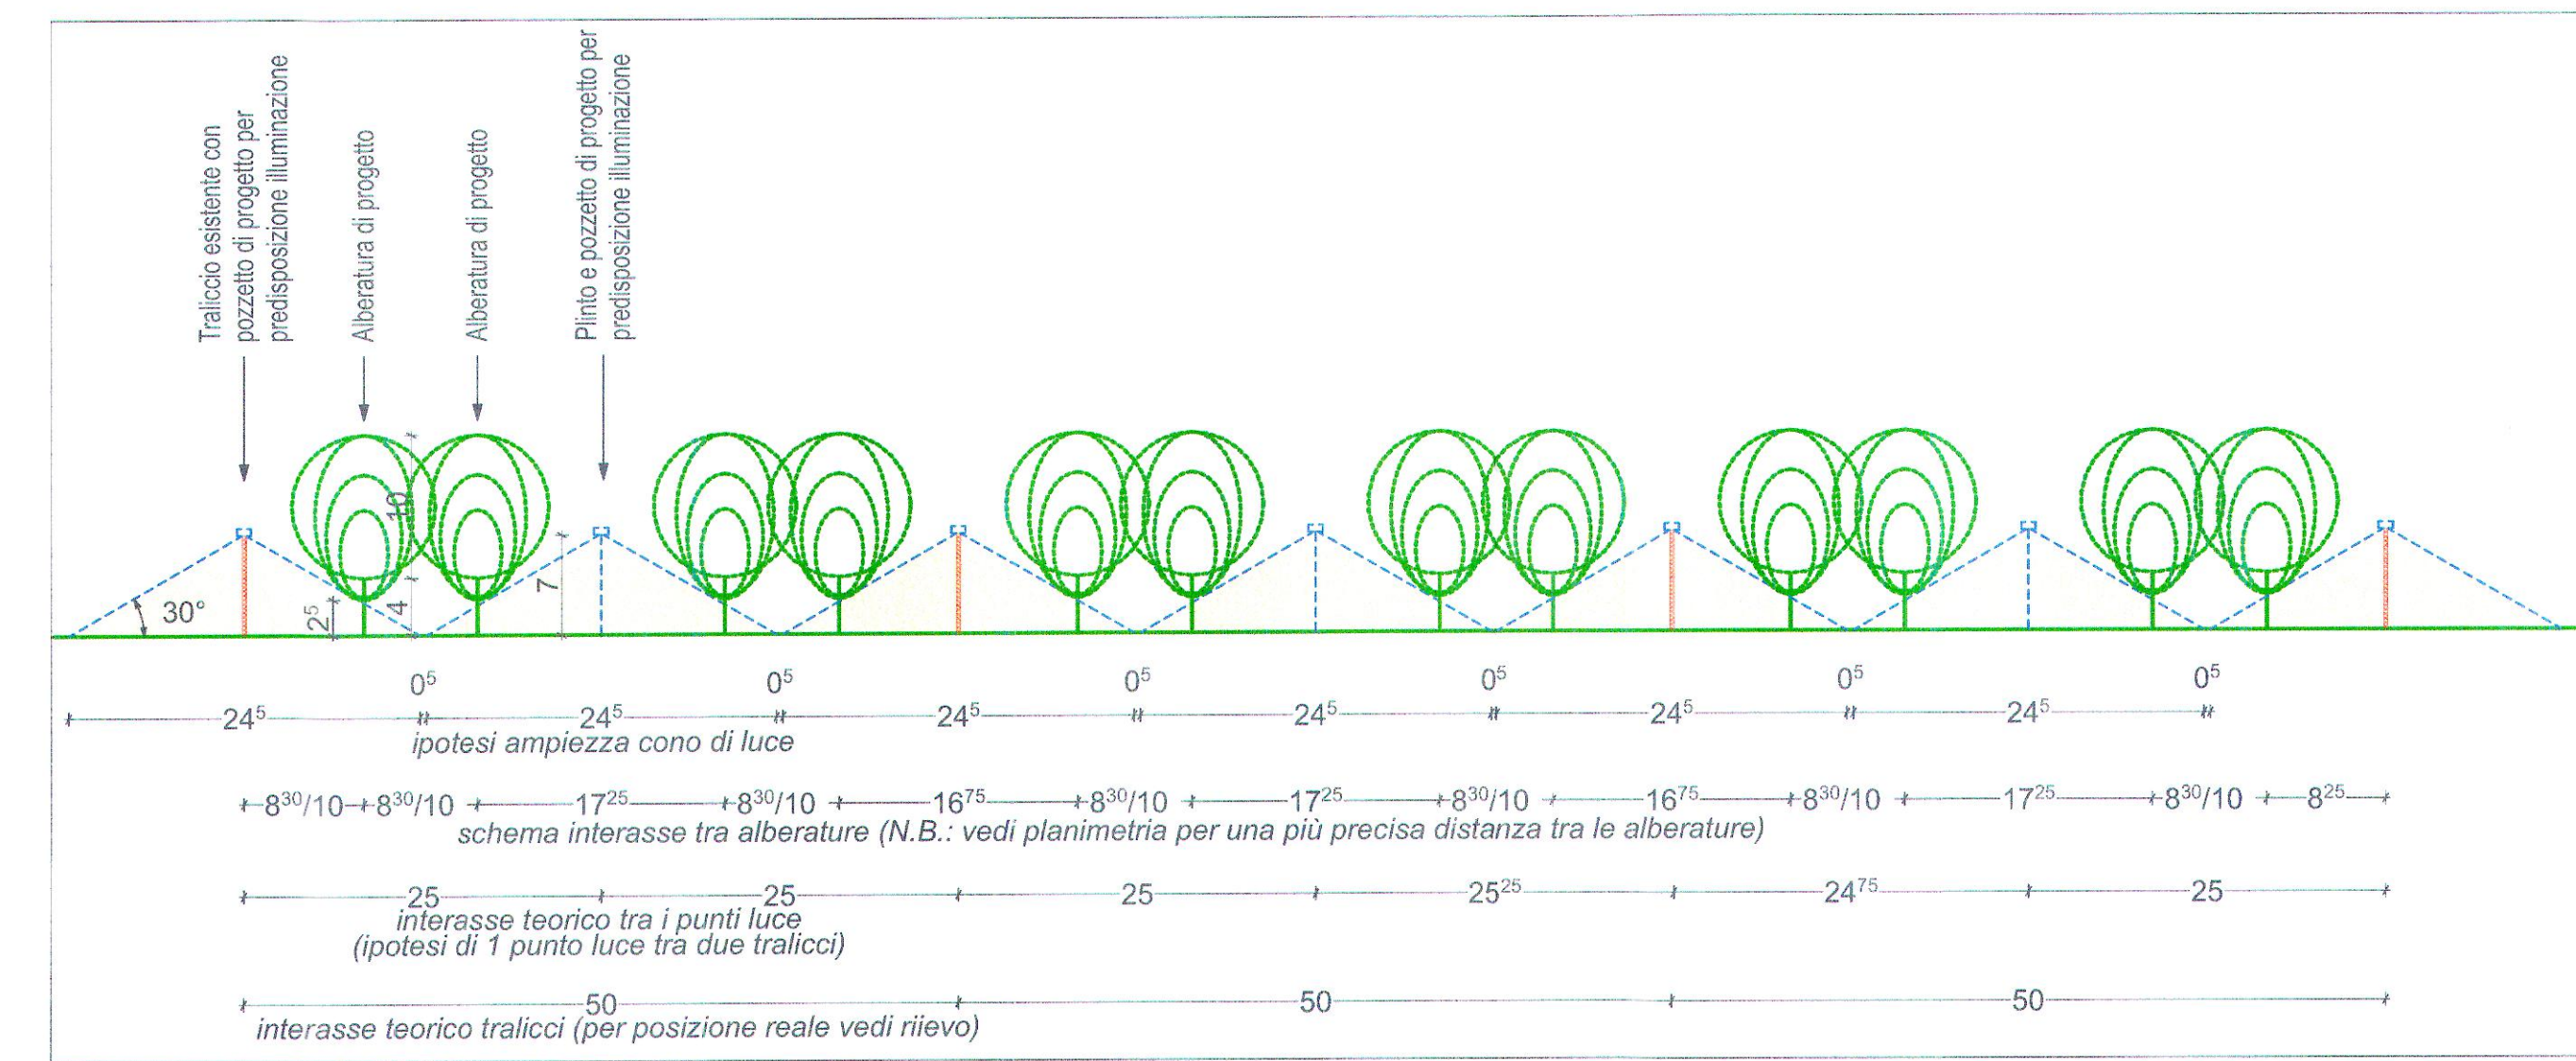 Traliccio esistente con
pozzetto di progetto per
predisposizione illuminazione
Alberatura di progetto
Alberatura di progetto
Plinto e pozzetto di progetto per
predisposizione illuminazione
30°
2⁵
4
10
7
0⁵ 0⁵ 0⁵ 0⁵ 0⁵ 0⁵
24⁵ 24⁵ 24⁵ 24⁵ 24⁵ 24⁵
ipotesi ampiezza cono di luce
8³⁰/10 8³⁰/10 17²⁵ 8³⁰/10 16⁷⁵ 8³⁰/10 17²⁵ 8³⁰/10 16⁷⁵ 8³⁰/10 17²⁵ 8³⁰/10 8²⁵
schema interasse tra alberature (N.B.: vedi planimetria per una più precisa distanza tra le alberature)
25 25 25 25²⁵ 24⁷⁵ 25
interasse teorico tra i punti luce
(ipotesi di 1 punto luce tra due tralicci)
50 50 50
interasse teorico tralicci (per posizione reale vedi riievo)